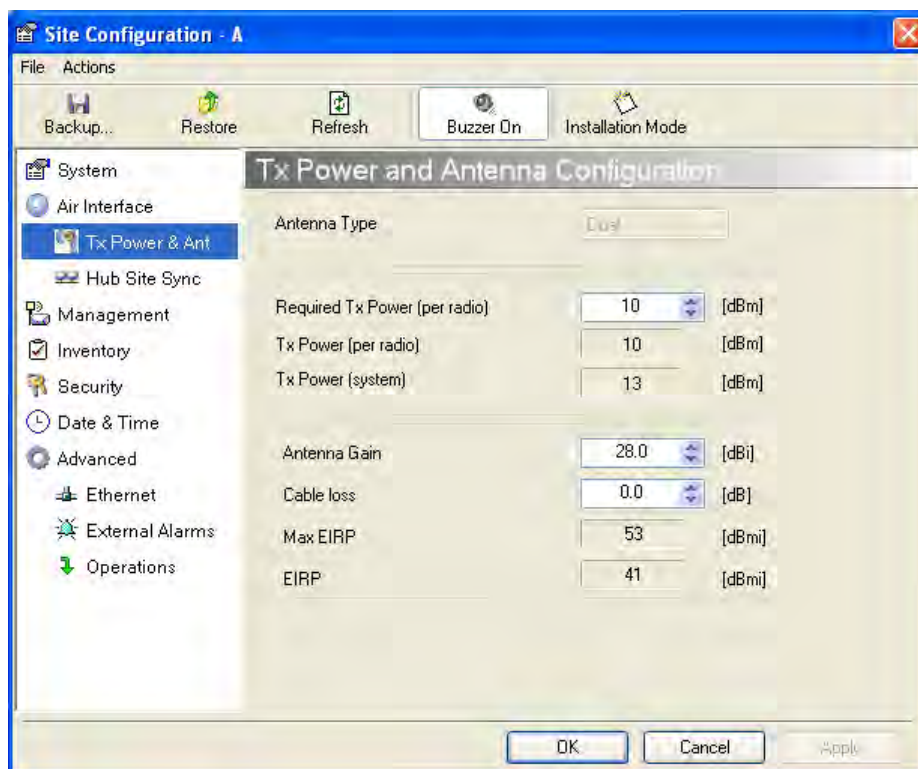 Site Configuration - A
File Actions
Backup... Restore Refresh Buzzer On Installation Mode
System
Air Interface
Tx Power & Ant
Hub Site Sync
Management
Inventory
Security
Date & Time
Advanced
Ethernet
External Alarms
Operations
Tx Power and Antenna Configuration
Antenna Type Dual
Required Tx Power (per radio) 10 [dBm]
Tx Power (per radio) 10 [dBm]
Tx Power (system) 13 [dBm]
Antenna Gain 28.0 [dBi]
Cable loss 0.0 [dB]
Max EIRP 53 [dBmi]
EIRP 41 [dBmi]
OK Cancel Apply